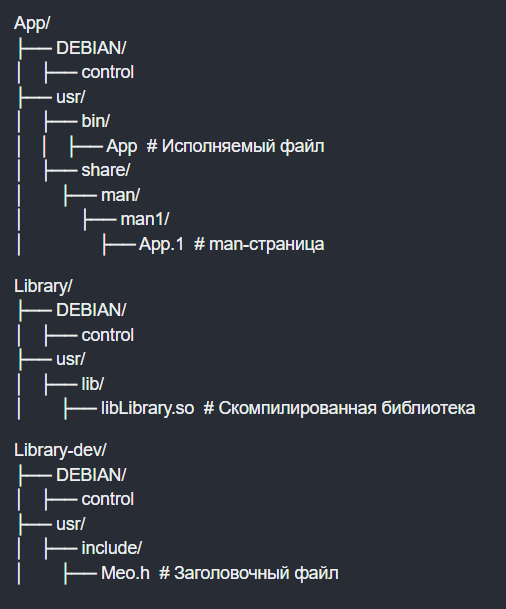 App/
├── DEBIAN/
│   ├── control
├── usr/
│   ├── bin/
│   │   ├── App  # Исполняемый файл
│   ├── share/
│       ├── man/
│           ├── man1/
│               ├── App.1  # man-страница
Library/
├── DEBIAN/
│   ├── control
├── usr/
│   ├── lib/
│       ├── libLibrary.so  # Скомпилированная библиотека
Library-dev/
├── DEBIAN/
│   ├── control
├── usr/
│   ├── include/
│       ├── Meo.h  # Заголовочный файл